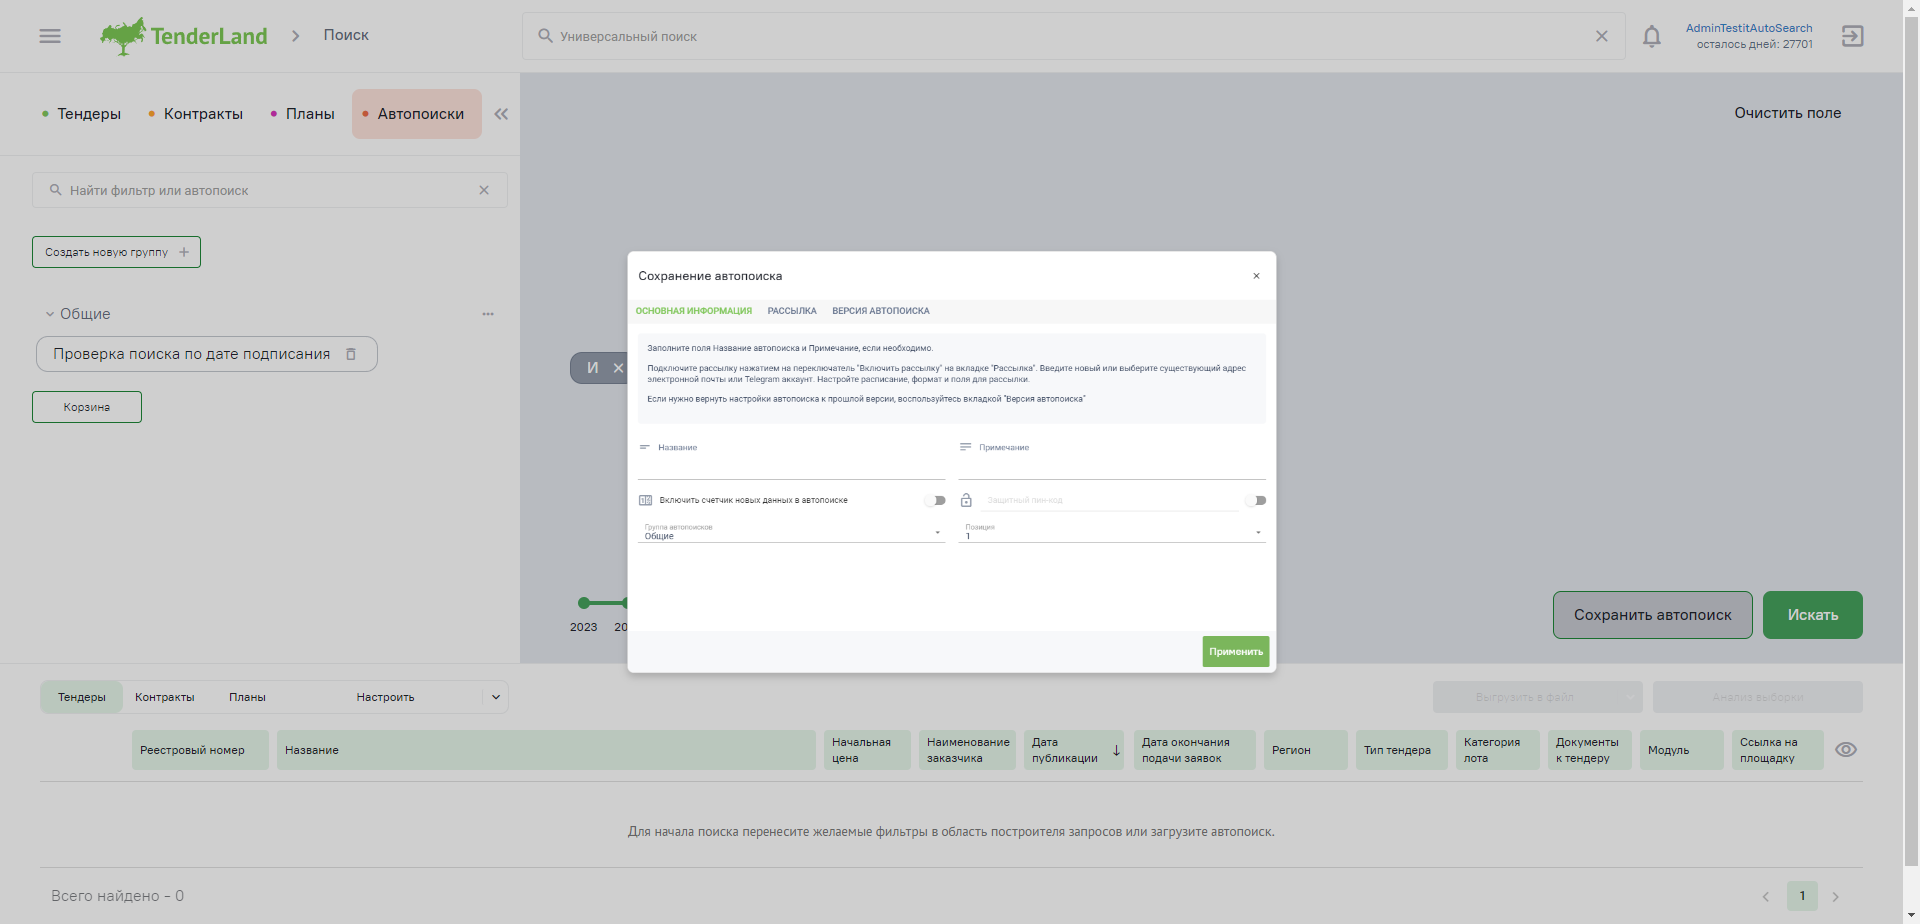 TenderLand
Поиск
Универсальный поиск
AdminTestitAutoSearch
осталось дней: 27701
Тендеры
Контракты
Планы
Автопоиски
Очистить поле
Найти фильтр или автопоиск
Создать новую группу
Общие
Проверка поиска по дате подписания
Корзина
И
2023
20
Сохранение автопоиска
ОСНОВНАЯ ИНФОРМАЦИЯ
РАССЫЛКА
ВЕРСИЯ АВТОПОИСКА
Заполните поля Название автопоиска и Примечание, если необходимо.
Подключите рассылку нажатием на переключатель "Включить рассылку" на вкладке "Рассылка". Введите новый или выберите существующий адрес
электронной почты или Telegram аккаунт. Настройте расписание, формат и поля для рассылки.
Если нужно вернуть настройки автопоиска к прошлой версии, воспользуйтесь вкладкой "Версия автопоиска"
Название
Примечание
Включить счетчик новых данных в автопоиске
Защитный пин-код
Группа автопоисков
Общие
Позиция
1
Применить
Сохранить автопоиск
Искать
Тендеры
Контракты
Планы
Настроить
Выгрузить в файл
Анализ выборки
Реестровый номер
Название
Начальная
цена
Наименование
заказчика
Дата
публикации
Дата окончания
подачи заявок
Регион
Тип тендера
Категория
лота
Документы
к тендеру
Модуль
Ссылка на
площадку
Для начала поиска перенесите желаемые фильтры в область построителя запросов или загрузите автопоиск.
Всего найдено - 0
1